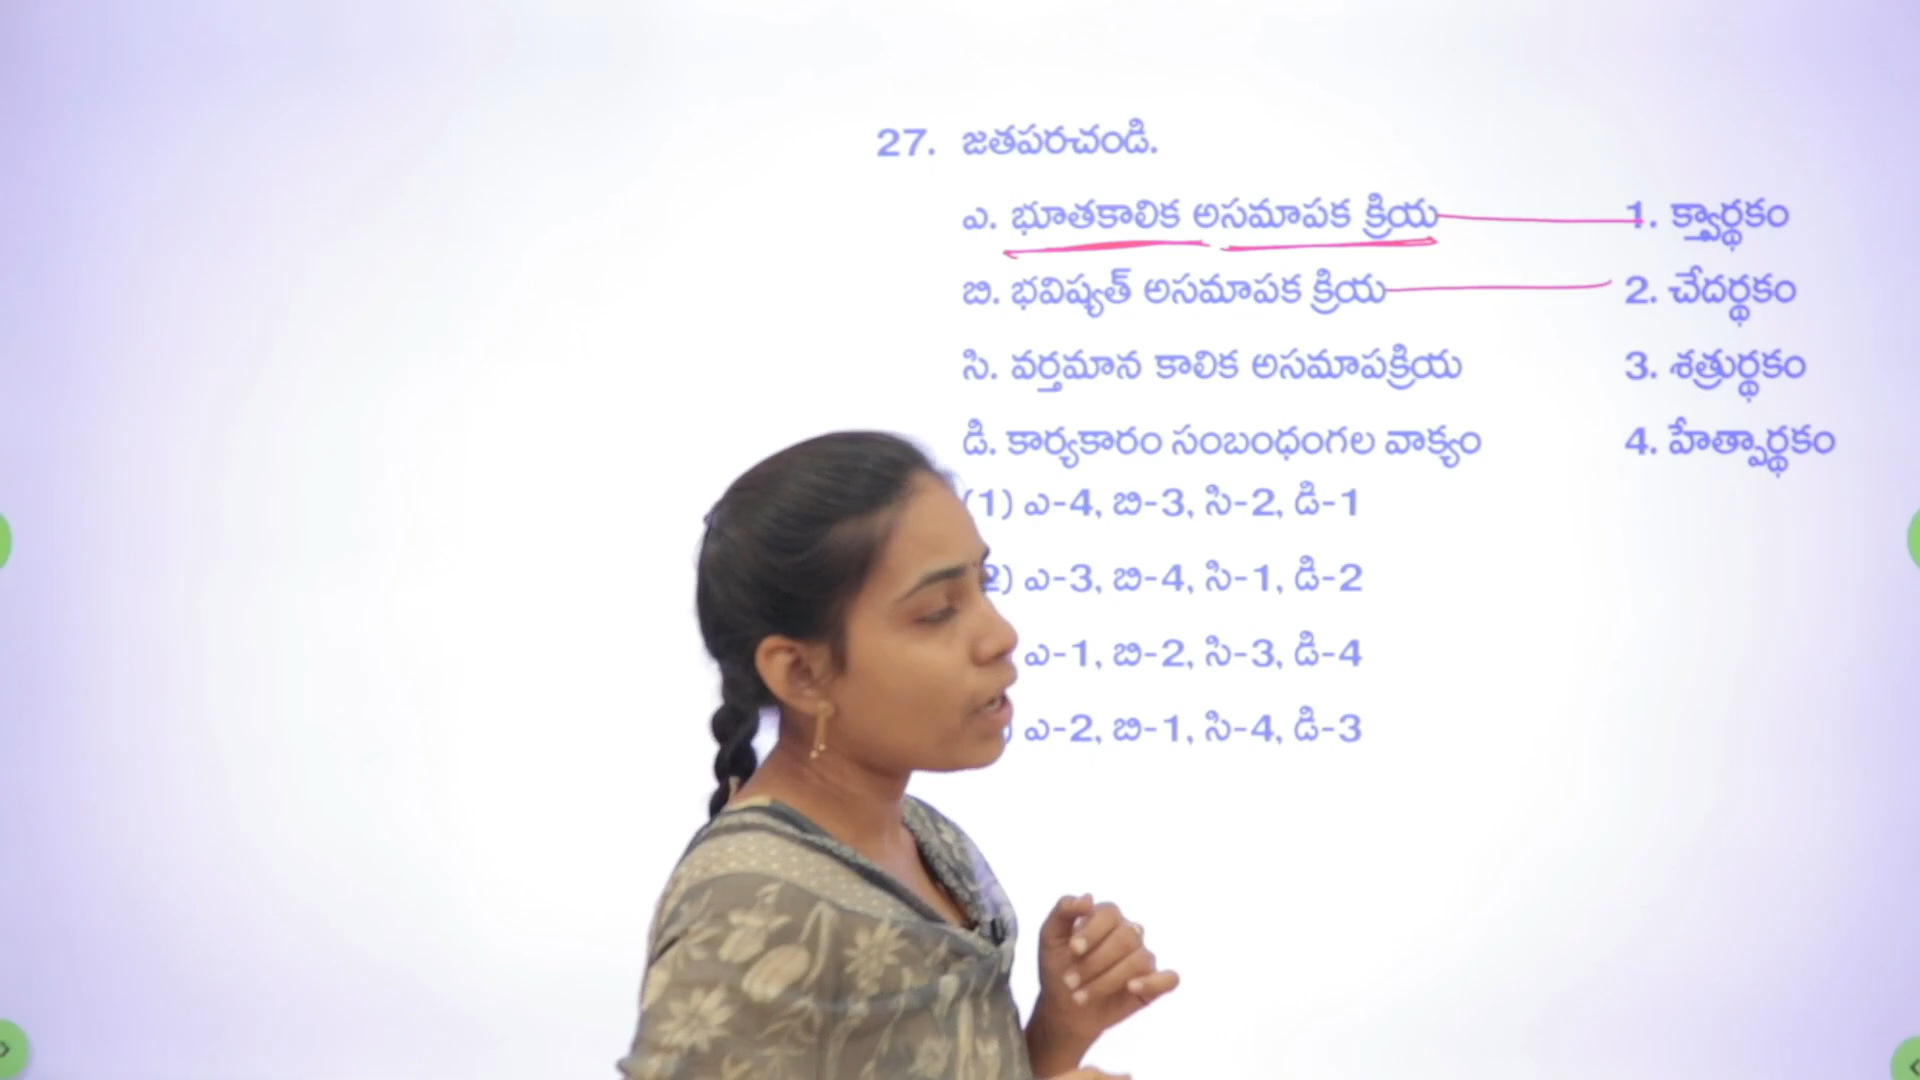 27. జతపరచండి.
ఎ. భూతకాలిక అసమాపక క్రియ 1. క్త్వార్థకం
బి. భవిష్యత్ అసమాపక క్రియ 2. చేదర్థకం
సి. వర్తమాన కాలిక అసమాపక్రియ 3. శత్రుర్థకం
డి. కార్యకారం సంబంధంగల వాక్యం 4. హేత్వార్థకం
(1) ఎ-4, బి-3, సి-2, డి-1
2) ఎ-3, బి-4, సి-1, డి-2
ఎ-1, బి-2, సి-3, డి-4
) ఎ-2, బి-1, సి-4, డి-3